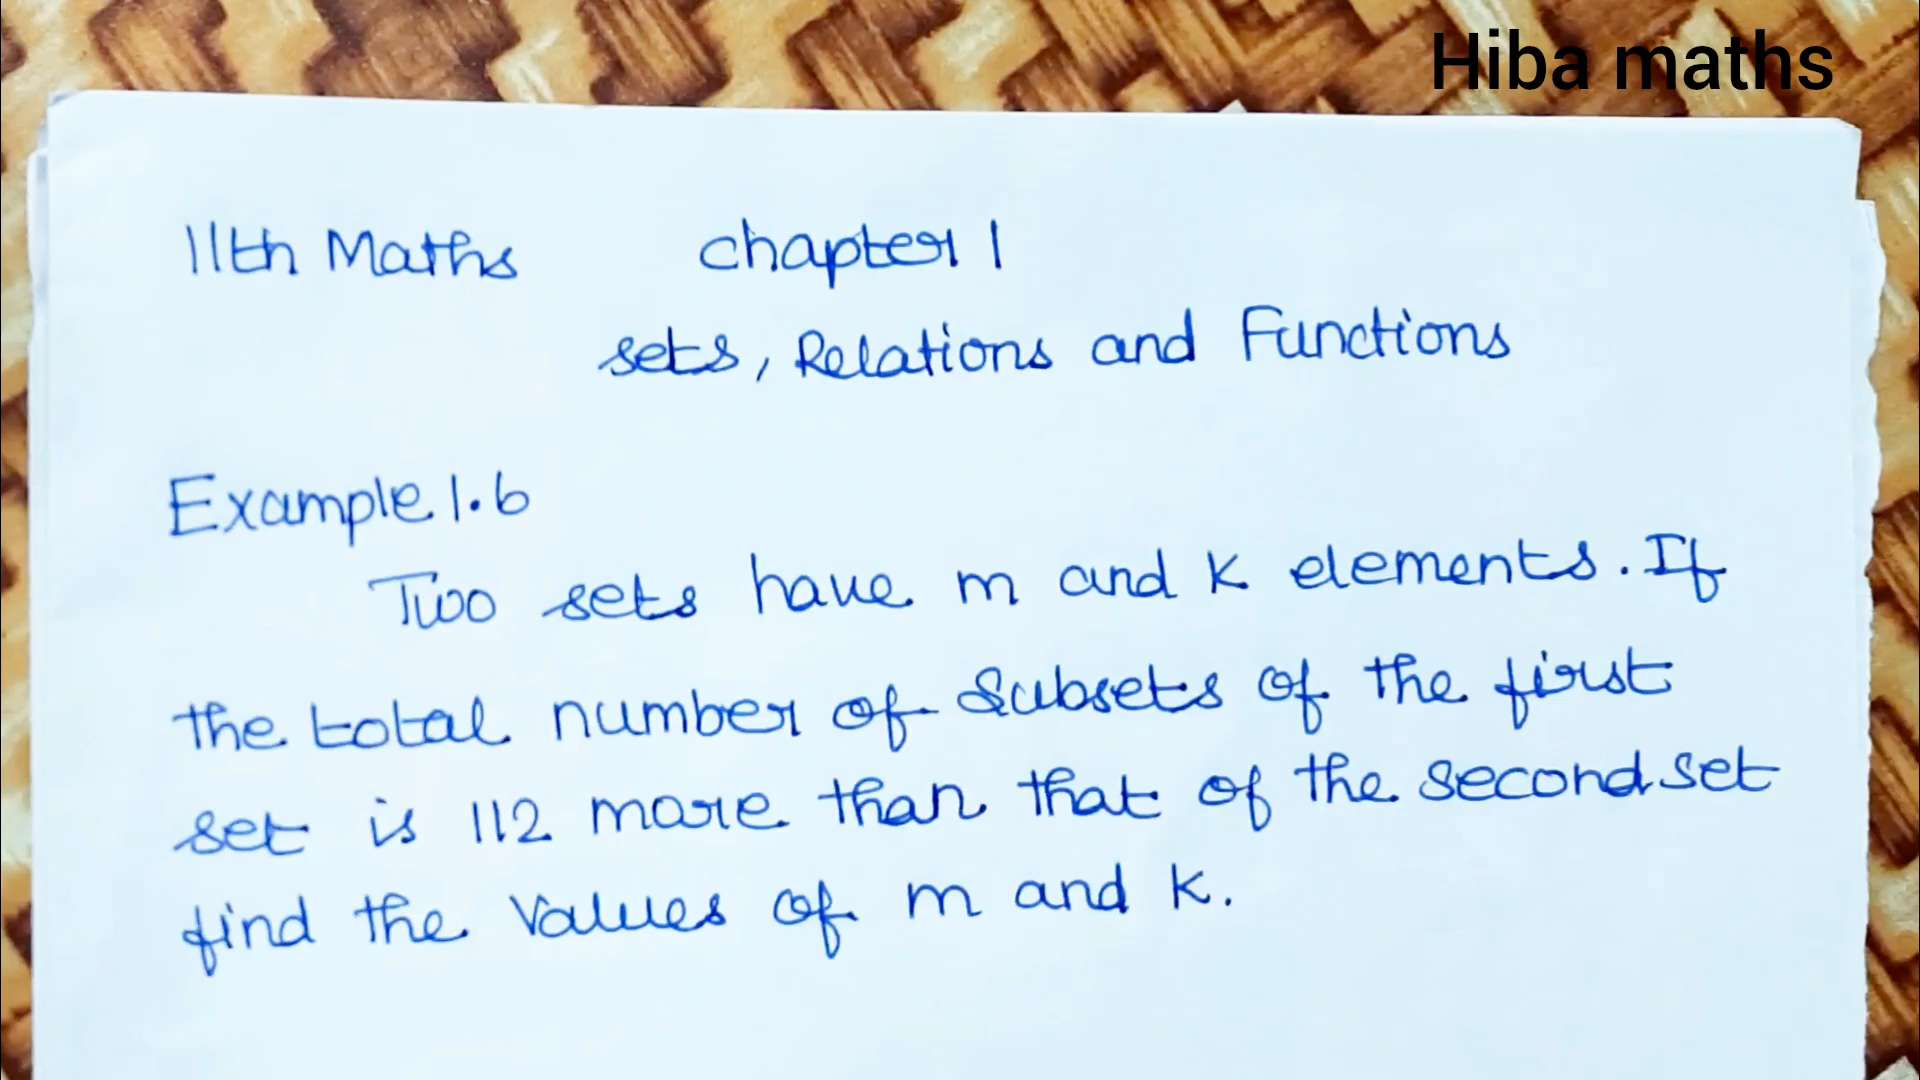 Hiba maths
11th Maths chapter 1
sets, Relations and Functions
Example 1.6
Two sets have m and k elements. If
the total number of subsets of the first
set is 112 more than that of the second set
find the values of m and k.